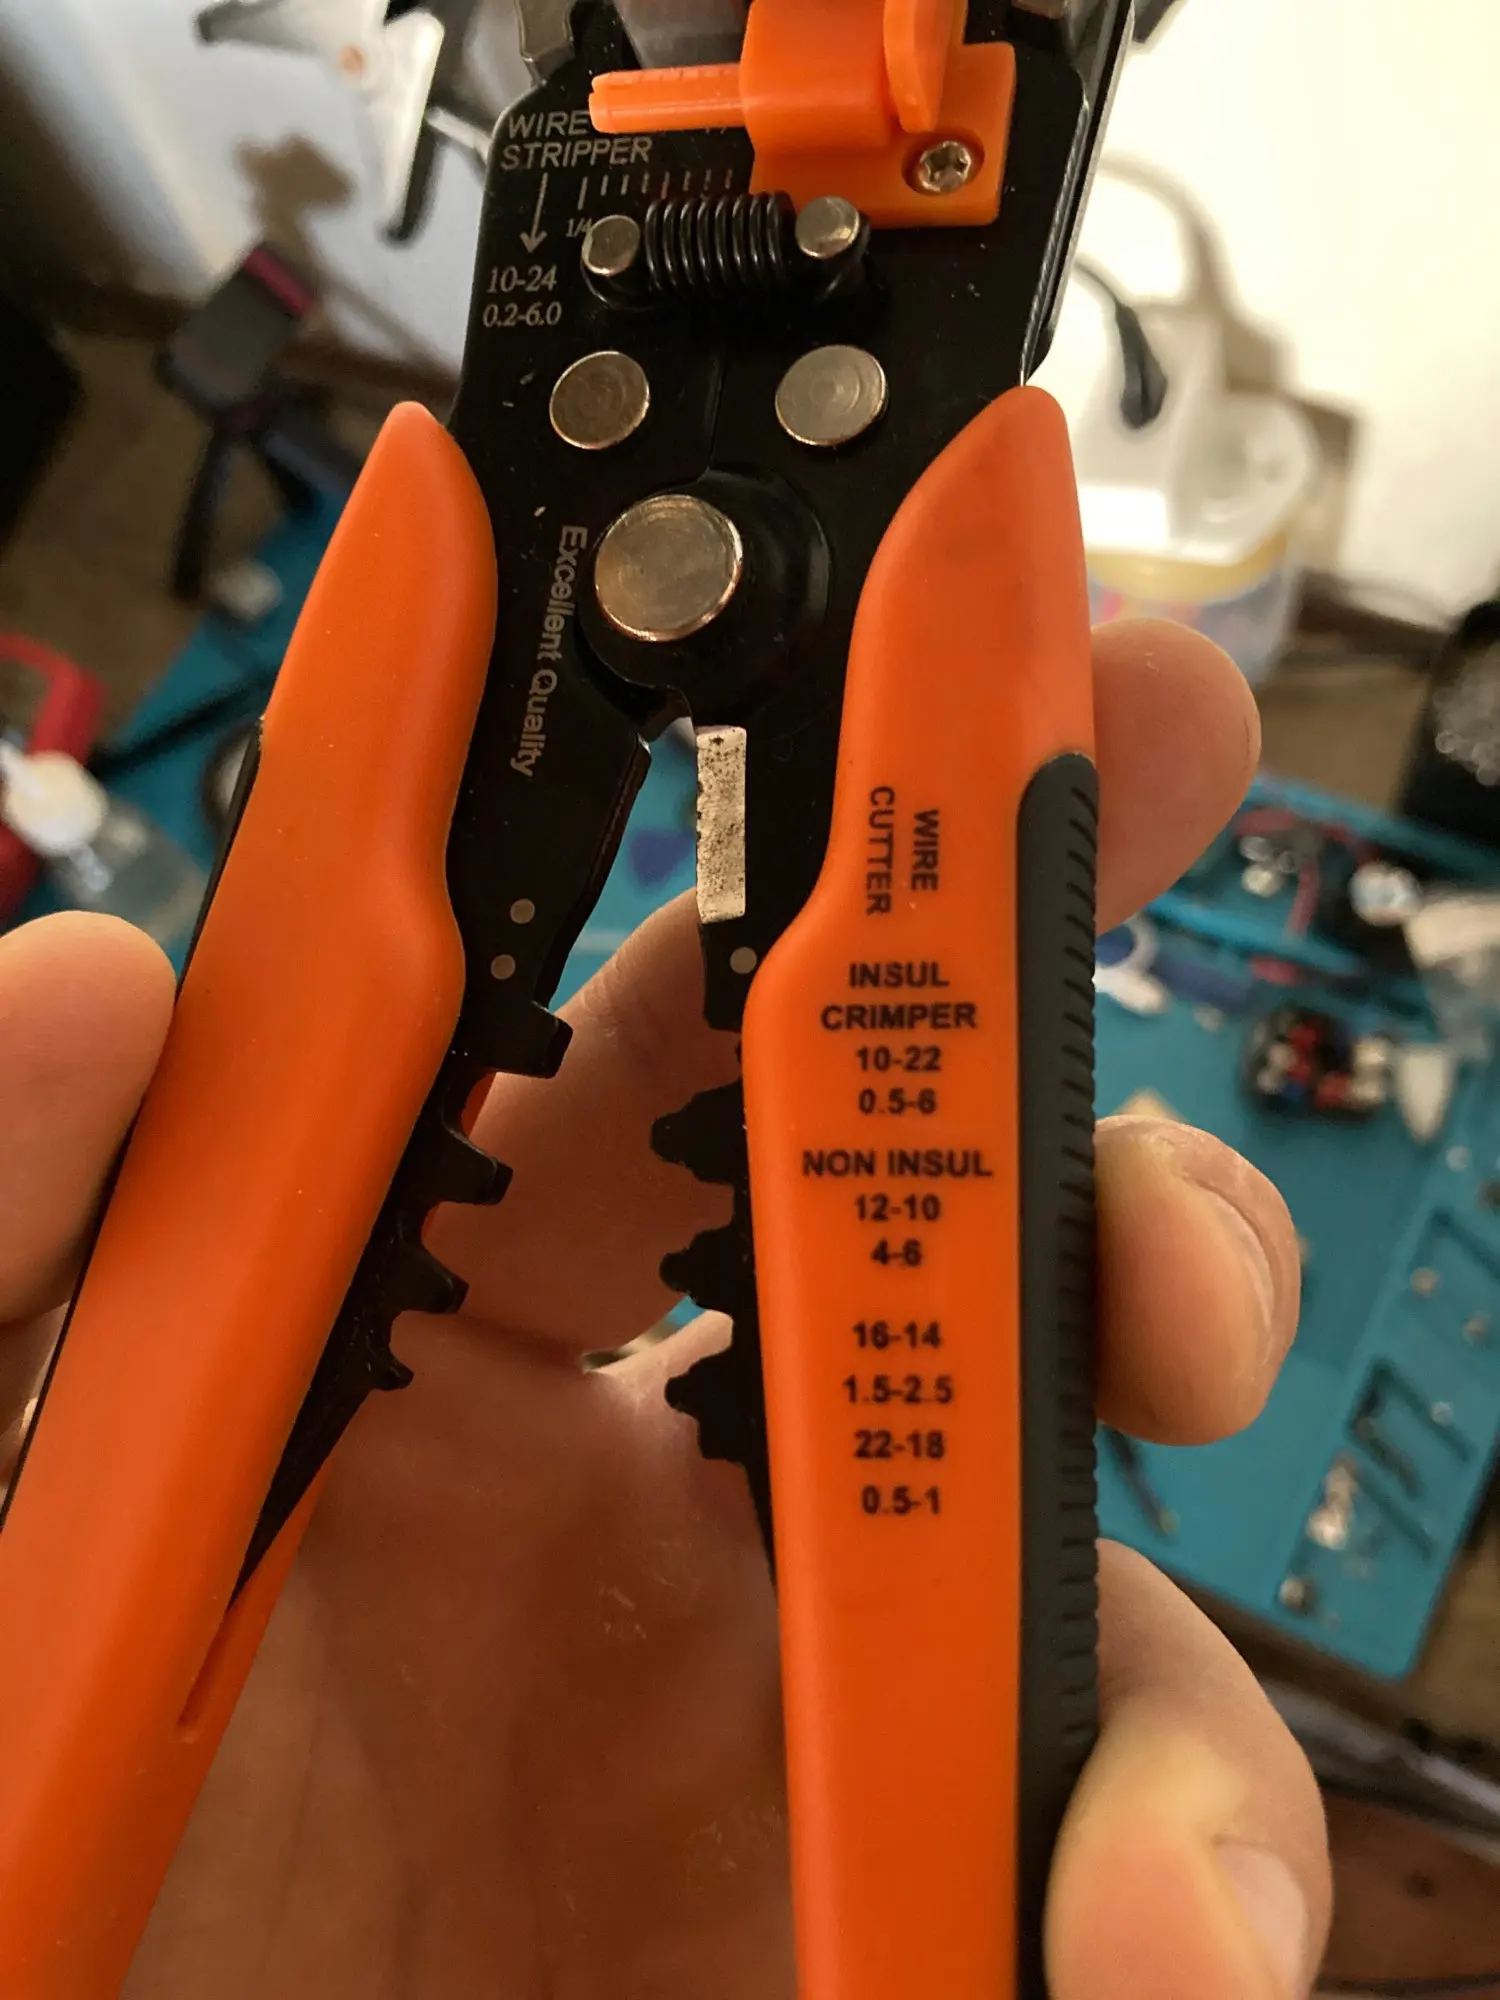 WIRE
STRIPPER
1/4
10-24
0.2-6.0
Excellent Quality
WIRE
CUTTER
INSUL
CRIMPER
10-22
0.5-6
NON INSUL
12-10
4-6
16-14
1.5-2.5
22-18
0.5-1